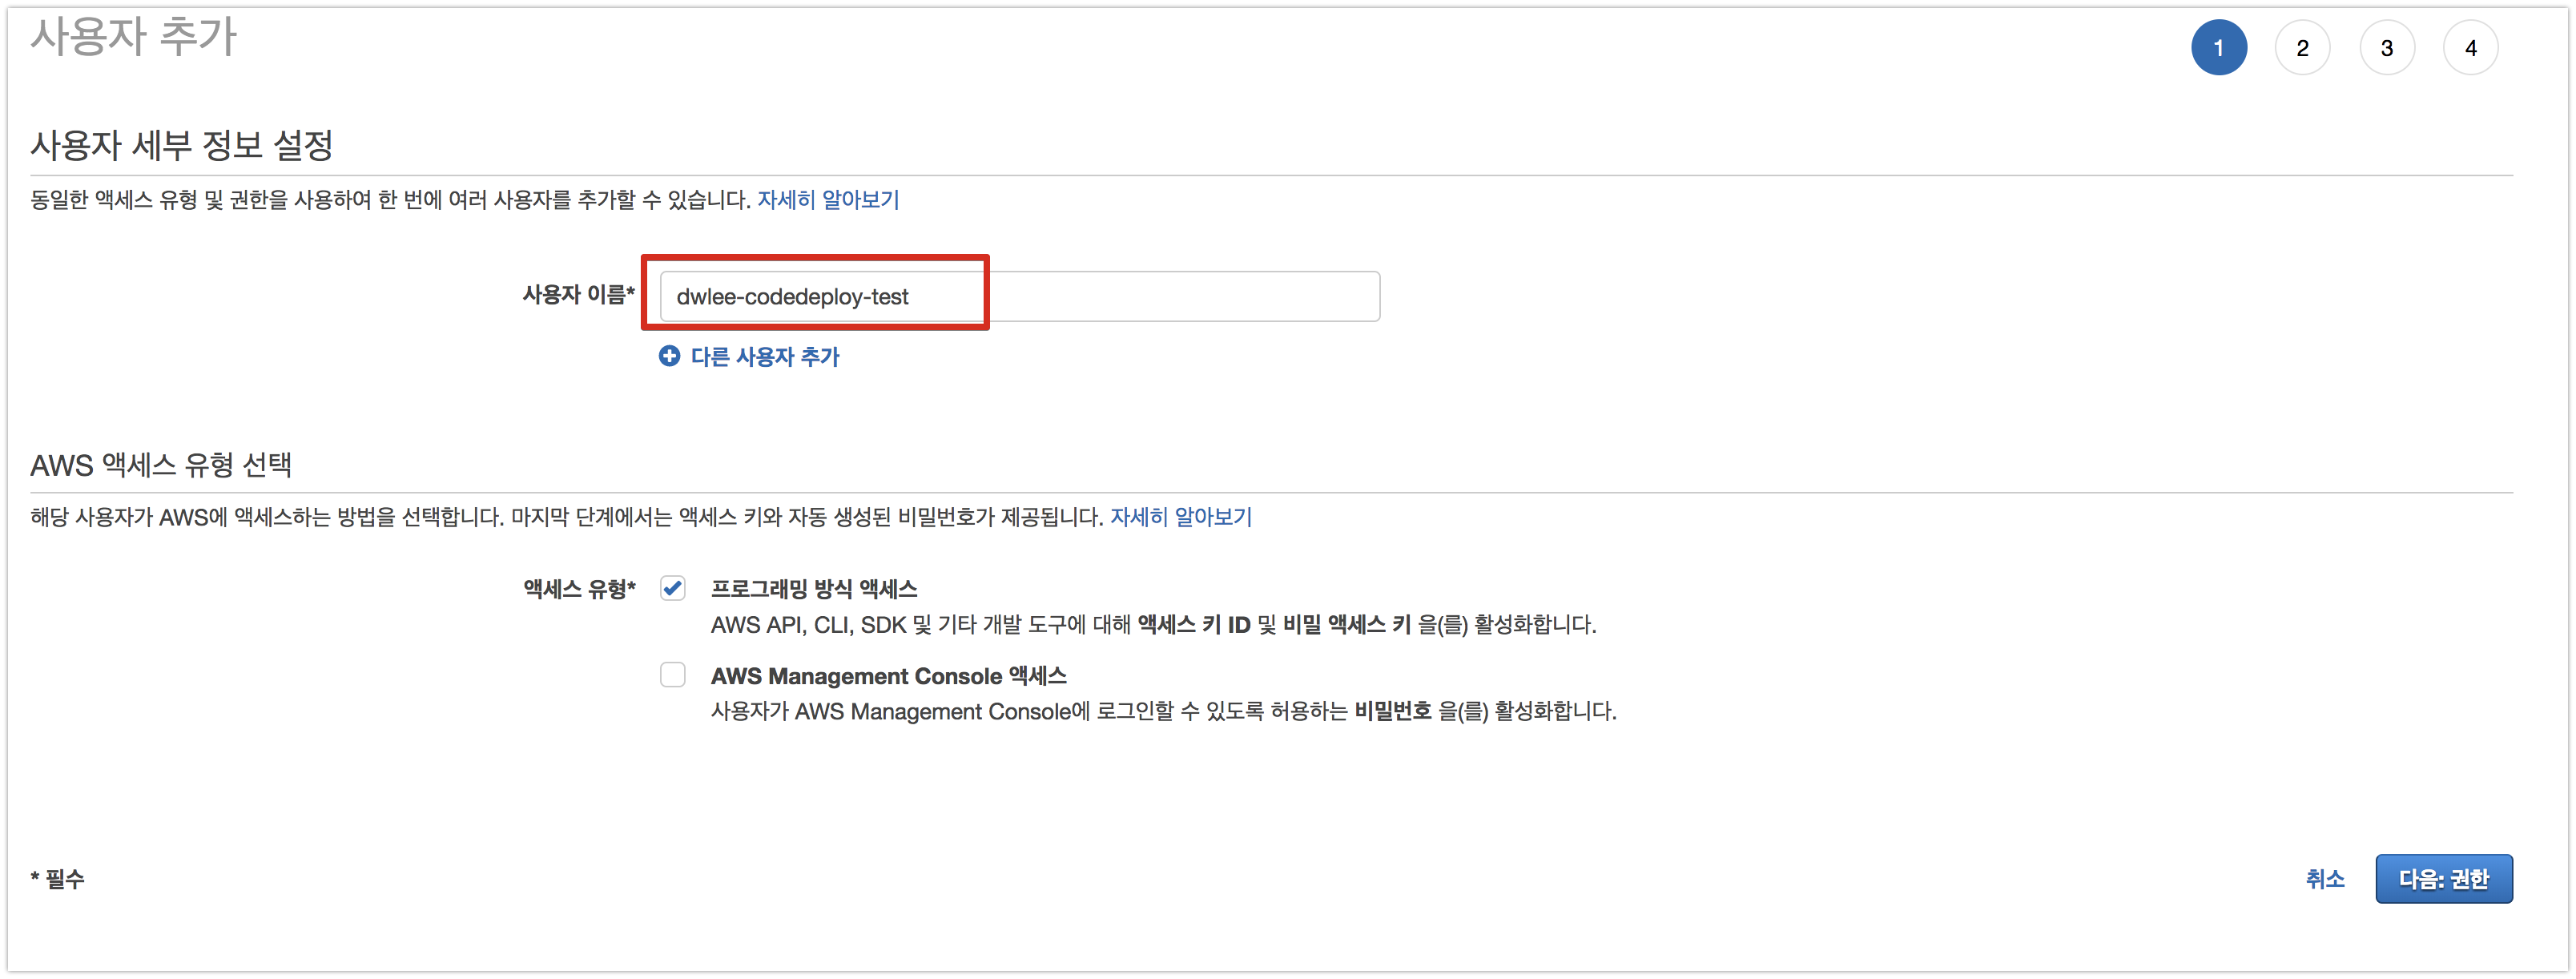 사용자 추가
1 2 3 4
사용자 세부 정보 설정
동일한 액세스 유형 및 권한을 사용하여 한 번에 여러 사용자를 추가할 수 있습니다. 자세히 알아보기
사용자 이름* dwlee-codedeploy-test
다른 사용자 추가
AWS 액세스 유형 선택
해당 사용자가 AWS에 액세스하는 방법을 선택합니다. 마지막 단계에서는 액세스 키와 자동 생성된 비밀번호가 제공됩니다. 자세히 알아보기
액세스 유형* 프로그래밍 방식 액세스
AWS API, CLI, SDK 및 기타 개발 도구에 대해 액세스 키 ID 및 비밀 액세스 키 을(를) 활성화합니다.
AWS Management Console 액세스
사용자가 AWS Management Console에 로그인할 수 있도록 허용하는 비밀번호 을(를) 활성화합니다.
* 필수 취소 다음: 권한